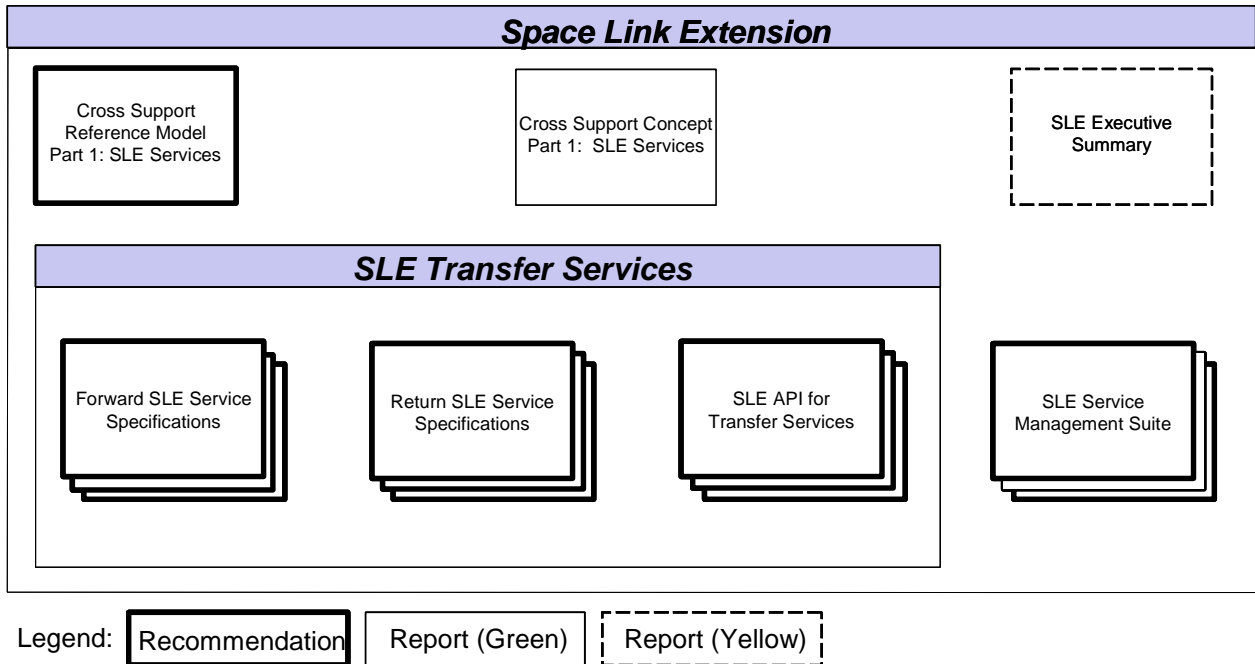 Space Link Extension
Cross Support
Reference Model
Part 1: SLE Services
Cross Support Concept
Part 1:  SLE Services
SLE Executive
Summary
SLE Transfer Services
Forward SLE Service
Specifications
Return SLE Service
Specifications
SLE API for
Transfer Services
SLE Service
Management Suite
Legend:
Recommendation
Report (Green)
Report (Yellow)